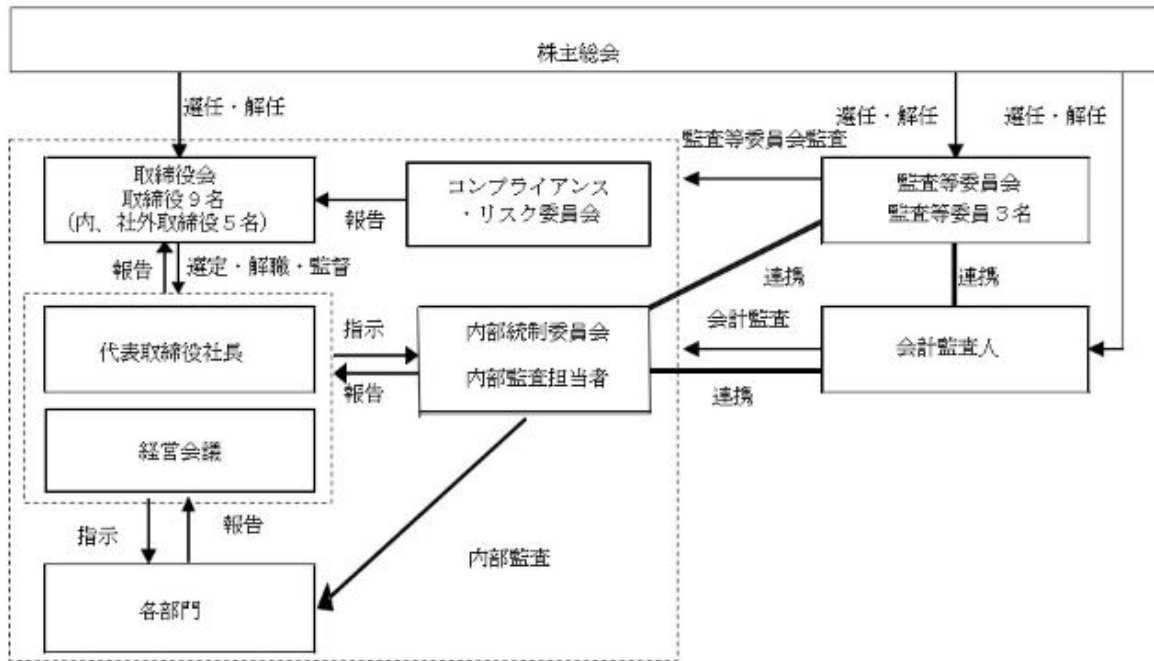 株主総会
選任・解任
選任・解任
選任・解任
監査等委員会監査
取締役会
取締役９名
(内、社外取締役５名)
報告
コンプライアンス
・リスク委員会
監査等委員会
監査等委員３名
報告
選定・解職・監督
連携
連携
代表取締役社長
指示
報告
内部統制委員会
内部監査担当者
会計監査
会計監査人
連携
経営会議
指示
報告
内部監査
各部門